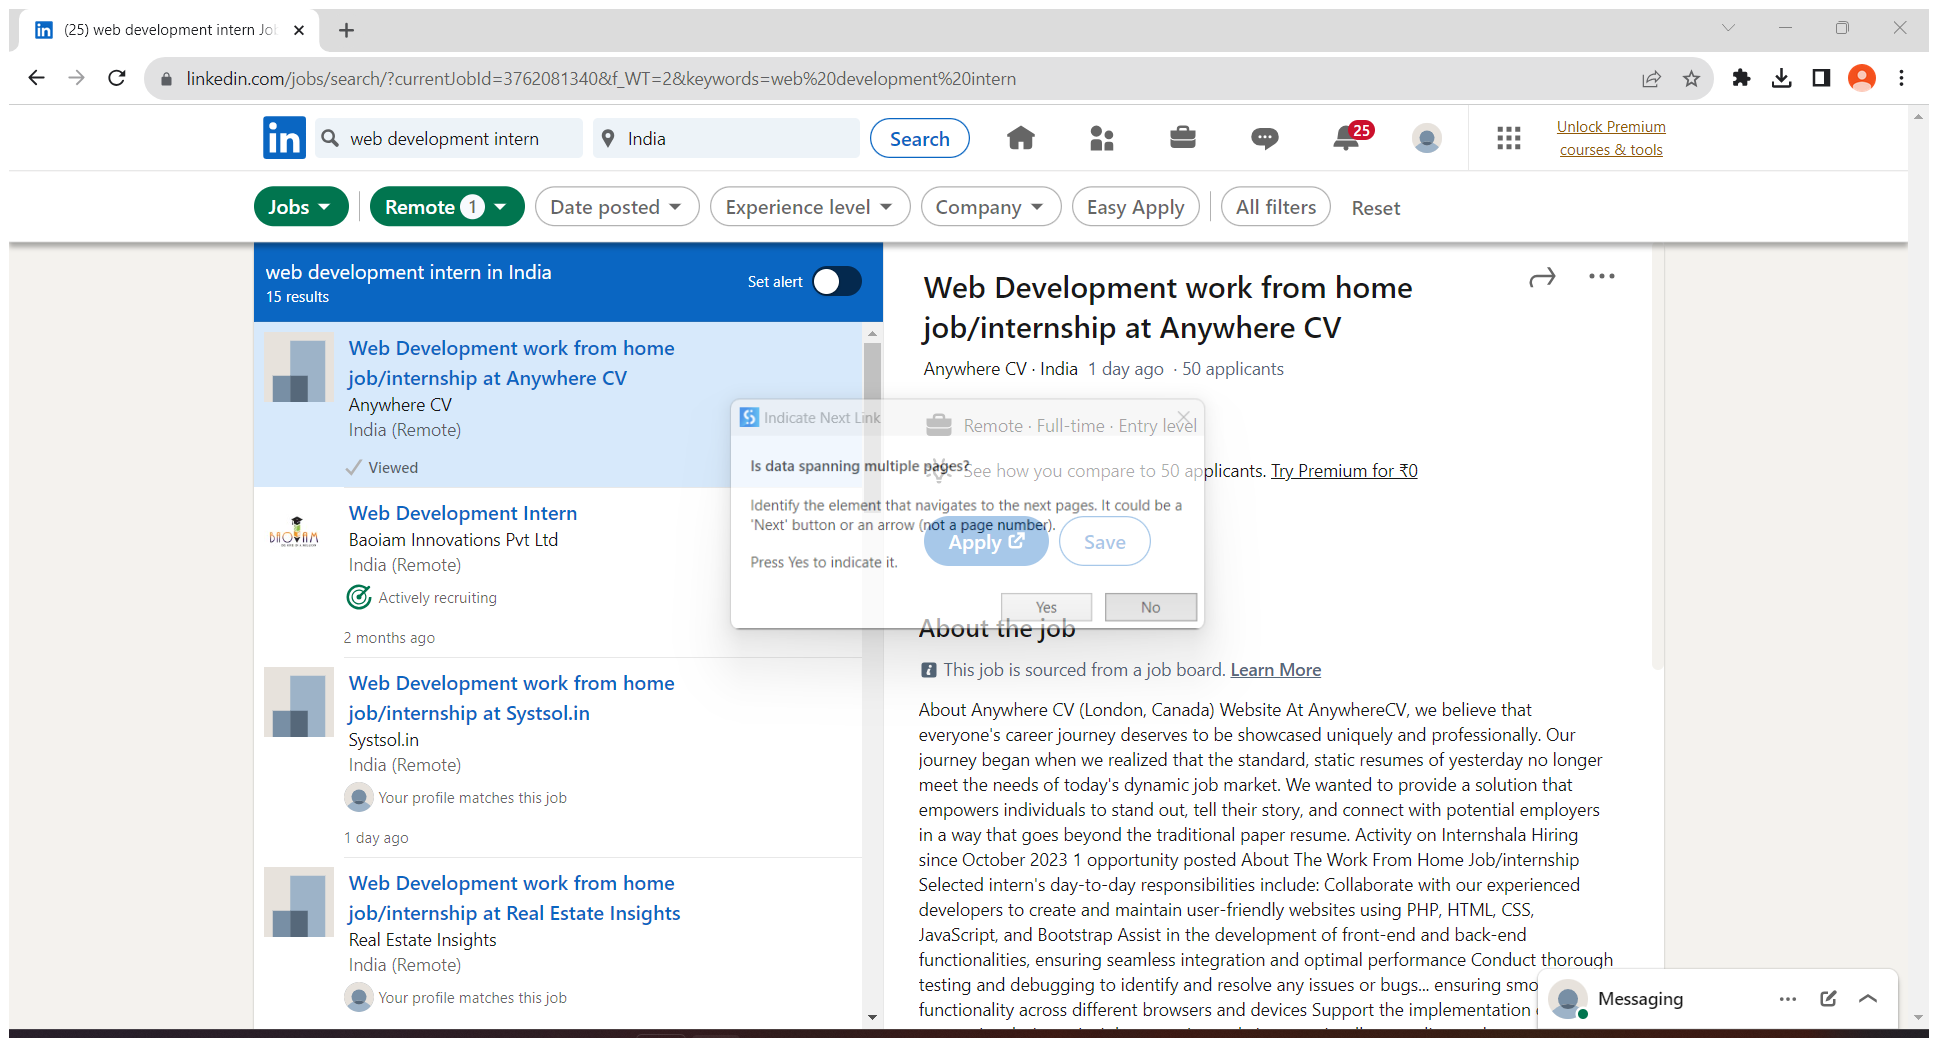 (25) web development intern Jo
linkedin.com/jobs/search/?currentJobId=3762081340&f_WT=2&keywords=web%20development%20intern
in
web development intern
India
Search
25
Unlock Premium
courses & tools
Jobs
Remote 1
Date posted
Experience level
Company
Easy Apply
All filters
Reset
web development intern in India
15 results
Set alert
Web Development work from home
job/internship at Anywhere CV
Anywhere CV
India (Remote)
Viewed
Web Development Intern
Baoiam Innovations Pvt Ltd
India (Remote)
Actively recruiting
2 months ago
BAOIAM
Web Development work from home
job/internship at Systsol.in
Systsol.in
India (Remote)
Your profile matches this job
1 day ago
Web Development work from home
job/internship at Real Estate Insights
Real Estate Insights
India (Remote)
Your profile matches this job
Indicate Next Link
Is data spanning multiple pages?
Identify the element that navigates to the next pages. It could be a
'Next' button or an arrow (not a page number).
Press Yes to indicate it.
Yes
No
Web Development work from home
job/internship at Anywhere CV
Anywhere CV · India 1 day ago · 50 applicants
Remote · Full-time · Entry level
See how you compare to 50 applicants. Try Premium for ₹0
Apply
Save
About the job
This job is sourced from a job board. Learn More
About Anywhere CV (London, Canada) Website At AnywhereCV, we believe that
everyone's career journey deserves to be showcased uniquely and professionally. Our
journey began when we realized that the standard, static resumes of yesterday no longer
meet the needs of today's dynamic job market. We wanted to provide a solution that
empowers individuals to stand out, tell their story, and connect with potential employers
in a way that goes beyond the traditional paper resume. Activity on Internshala Hiring
since October 2023 1 opportunity posted About The Work From Home Job/internship
Selected intern's day-to-day responsibilities include: Collaborate with our experienced
developers to create and maintain user-friendly websites using PHP, HTML, CSS,
JavaScript, and Bootstrap Assist in the development of front-end and back-end
functionalities, ensuring seamless integration and optimal performance Conduct thorough
testing and debugging to identify and resolve any issues or bugs... ensuring smo
functionality across different browsers and devices Support the implementation
Messaging